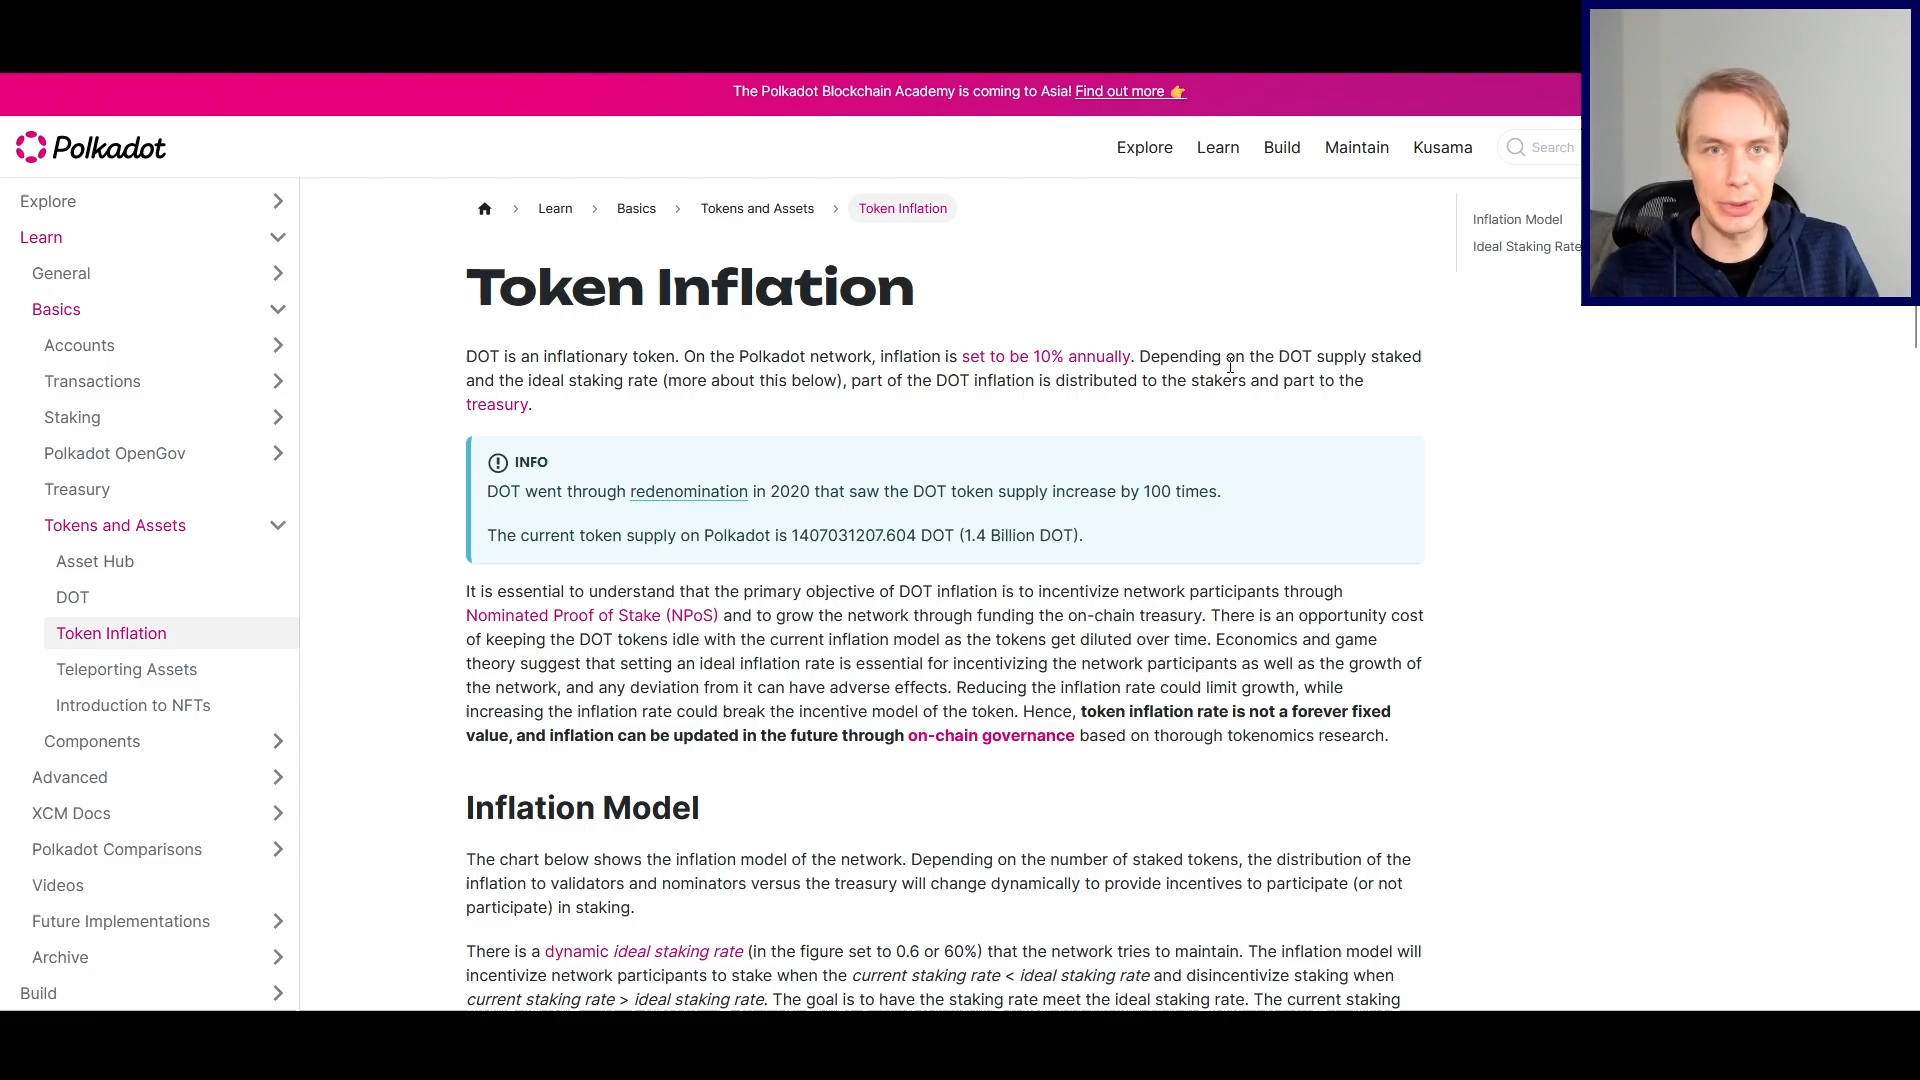 The Polkadot Blockchain Academy is coming to Asia! Find out more 👉
Polkadot
Explore
Learn
Build
Maintain
Kusama
Search
Explore
Learn
General
Basics
Accounts
Transactions
Staking
Polkadot OpenGov
Treasury
Tokens and Assets
Asset Hub
DOT
Token Inflation
Teleporting Assets
Introduction to NFTs
Components
Advanced
XCM Docs
Polkadot Comparisons
Videos
Future Implementations
Archive
Build
Learn > Basics > Tokens and Assets > Token Inflation
Token Inflation
DOT is an inflationary token. On the Polkadot network, inflation is set to be 10% annually. Depending on the DOT supply staked
and the ideal staking rate (more about this below), part of the DOT inflation is distributed to the stakers and part to the
treasury.
INFO
DOT went through redenomination in 2020 that saw the DOT token supply increase by 100 times.
The current token supply on Polkadot is 1407031207.604 DOT (1.4 Billion DOT).
It is essential to understand that the primary objective of DOT inflation is to incentivize network participants through
Nominated Proof of Stake (NPoS) and to grow the network through funding the on-chain treasury. There is an opportunity cost
of keeping the DOT tokens idle with the current inflation model as the tokens get diluted over time. Economics and game
theory suggest that setting an ideal inflation rate is essential for incentivizing the network participants as well as the growth of
the network, and any deviation from it can have adverse effects. Reducing the inflation rate could limit growth, while
increasing the inflation rate could break the incentive model of the token. Hence, token inflation rate is not a forever fixed
value, and inflation can be updated in the future through on-chain governance based on thorough tokenomics research.
Inflation Model
The chart below shows the inflation model of the network. Depending on the number of staked tokens, the distribution of the
inflation to validators and nominators versus the treasury will change dynamically to provide incentives to participate (or not
participate) in staking.
There is a dynamic ideal staking rate (in the figure set to 0.6 or 60%) that the network tries to maintain. The inflation model will
incentivize network participants to stake when the current staking rate < ideal staking rate and disincentivize staking when
current staking rate > ideal staking rate. The goal is to have the staking rate meet the ideal staking rate. The current staking
Inflation Model
Ideal Staking Rate